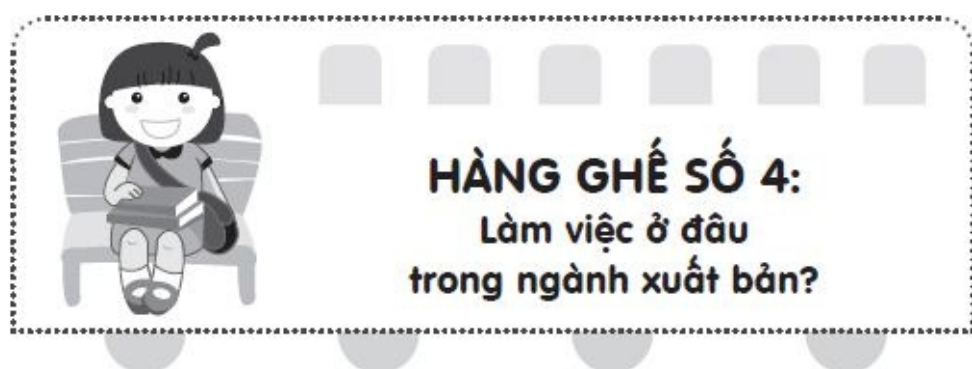 HÀNG GHẾ SỐ 4:
Làm việc ở đâu
trong ngành xuất bản?